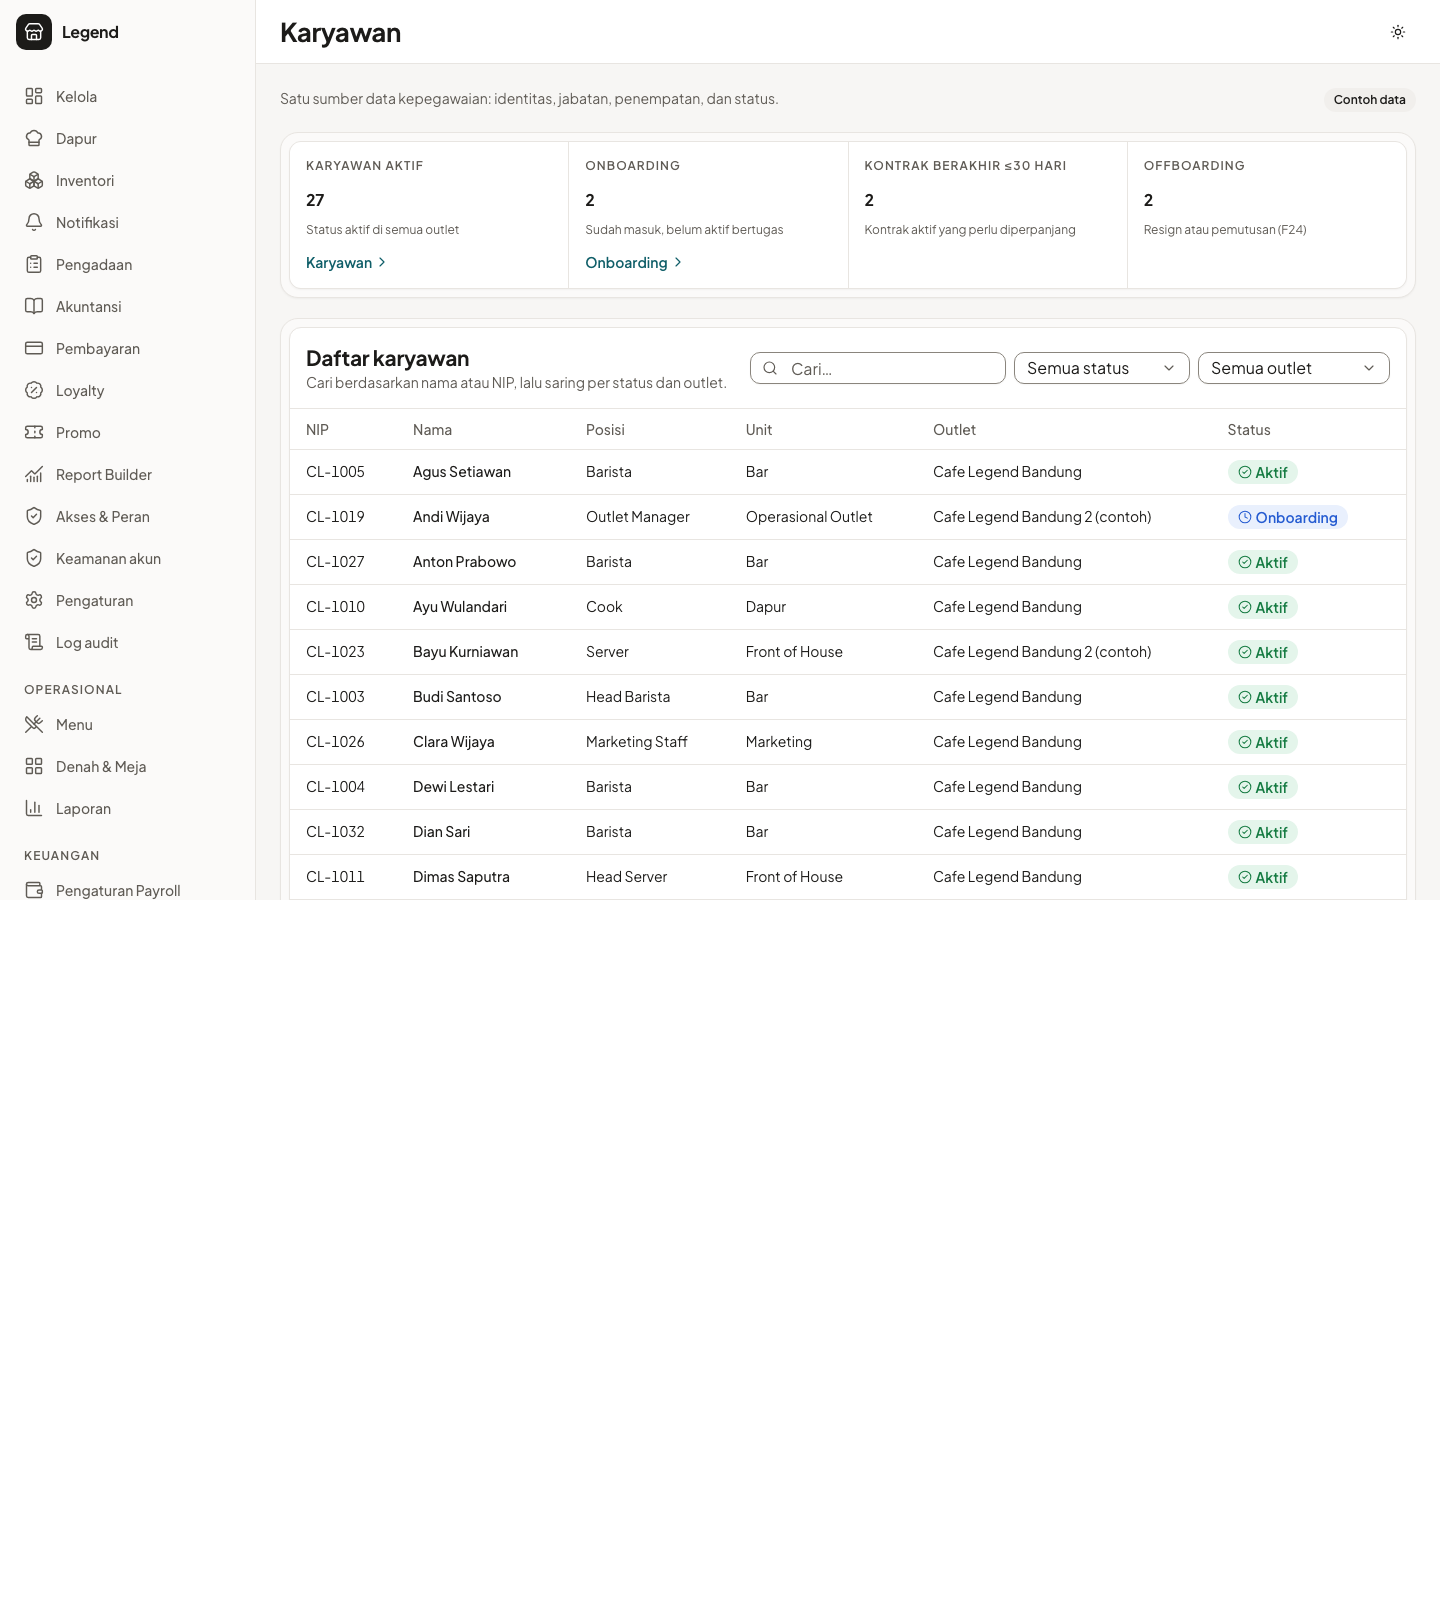 Legend
Karyawan
Kelola
Dapur
Inventori
Notifikasi
Pengadaan
Akuntansi
Pembayaran
Loyalty
Promo
Report Builder
Akses & Peran
Keamanan akun
Pengaturan
Log audit
OPERASIONAL
Menu
Denah & Meja
Laporan
KEUANGAN
Pengaturan Payroll
Satu sumber data kepegawaian: identitas, jabatan, penempatan, dan status.
Contoh data
KARYAWAN AKTIF
27
Status aktif di semua outlet
Karyawan
ONBOARDING
2
Sudah masuk, belum aktif bertugas
Onboarding
KONTRAK BERAKHIR ≤30 HARI
2
Kontrak aktif yang perlu diperpanjang
OFFBOARDING
2
Resign atau pemutusan (F24)
Daftar karyawan
Cari berdasarkan nama atau NIP, lalu saring per status dan outlet.
Cari...
Semua status
Semua outlet
NIP Nama Posisi Unit Outlet Status
CL-1005 Agus Setiawan Barista Bar Cafe Legend Bandung Aktif
CL-1019 Andi Wijaya Outlet Manager Operasional Outlet Cafe Legend Bandung 2 (contoh) Onboarding
CL-1027 Anton Prabowo Barista Bar Cafe Legend Bandung Aktif
CL-1010 Ayu Wulandari Cook Dapur Cafe Legend Bandung Aktif
CL-1023 Bayu Kurniawan Server Front of House Cafe Legend Bandung 2 (contoh) Aktif
CL-1003 Budi Santoso Head Barista Bar Cafe Legend Bandung Aktif
CL-1026 Clara Wijaya Marketing Staff Marketing Cafe Legend Bandung Aktif
CL-1004 Dewi Lestari Barista Bar Cafe Legend Bandung Aktif
CL-1032 Dian Sari Barista Bar Cafe Legend Bandung Aktif
CL-1011 Dimas Saputra Head Server Front of House Cafe Legend Bandung Aktif